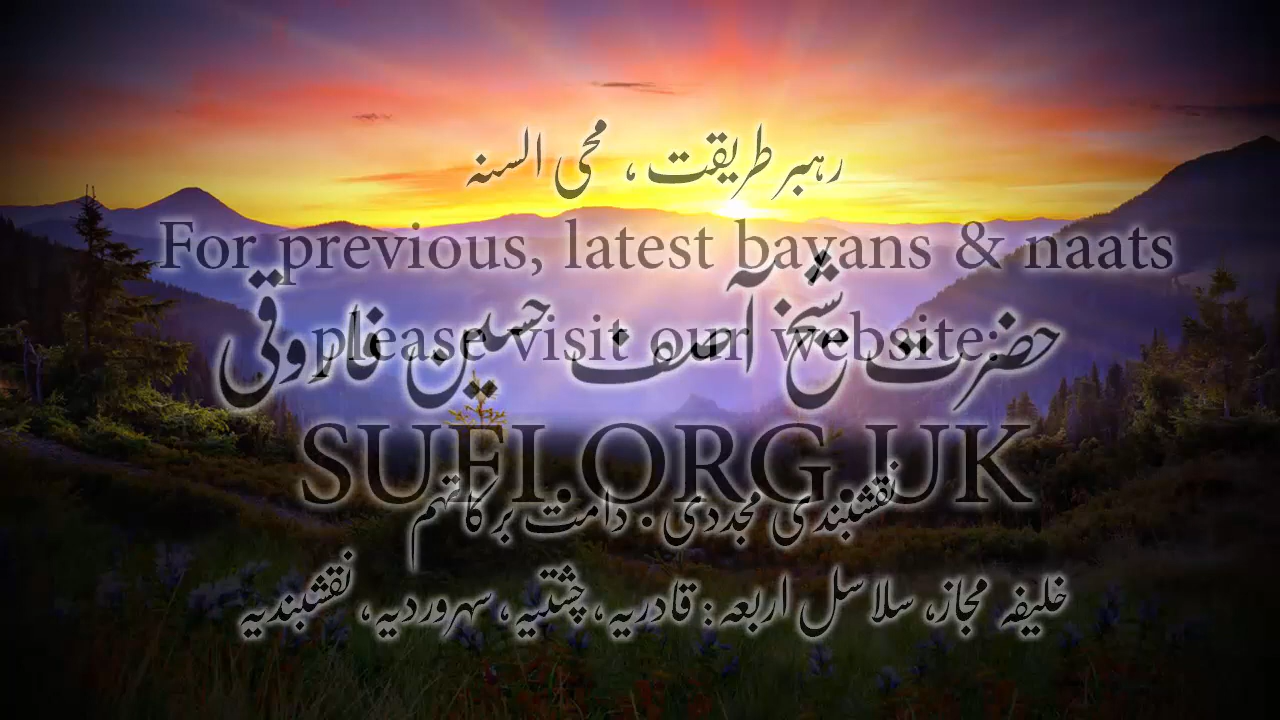 رہبر طریقت، محی السنہ
For previous, latest bayans & naats
حضرت شیخ آصف حسین فاروقی
please visit our website:
SUFI.ORG.UK
نقشبندی مجددی . دامت برکاتہم
خلیفہ مجاز، سلاسل اربعہ: قادریہ، چشتیہ، سہروردیہ، نقشبندیہ